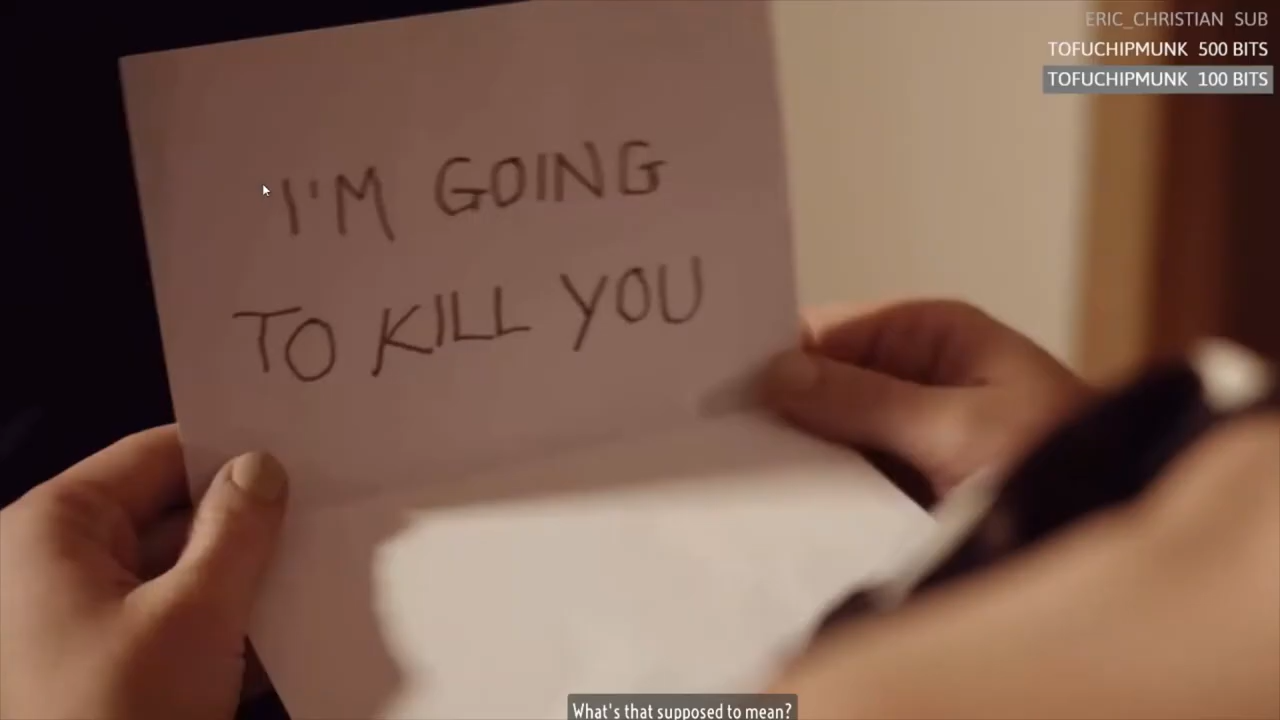 ERIC_CHRISTIAN SUB
TOFUCHIPMUNK 500 BITS
TOFUCHIPMUNK 100 BITS
I'M GOING
TO KILL YOU
What's that supposed to mean?